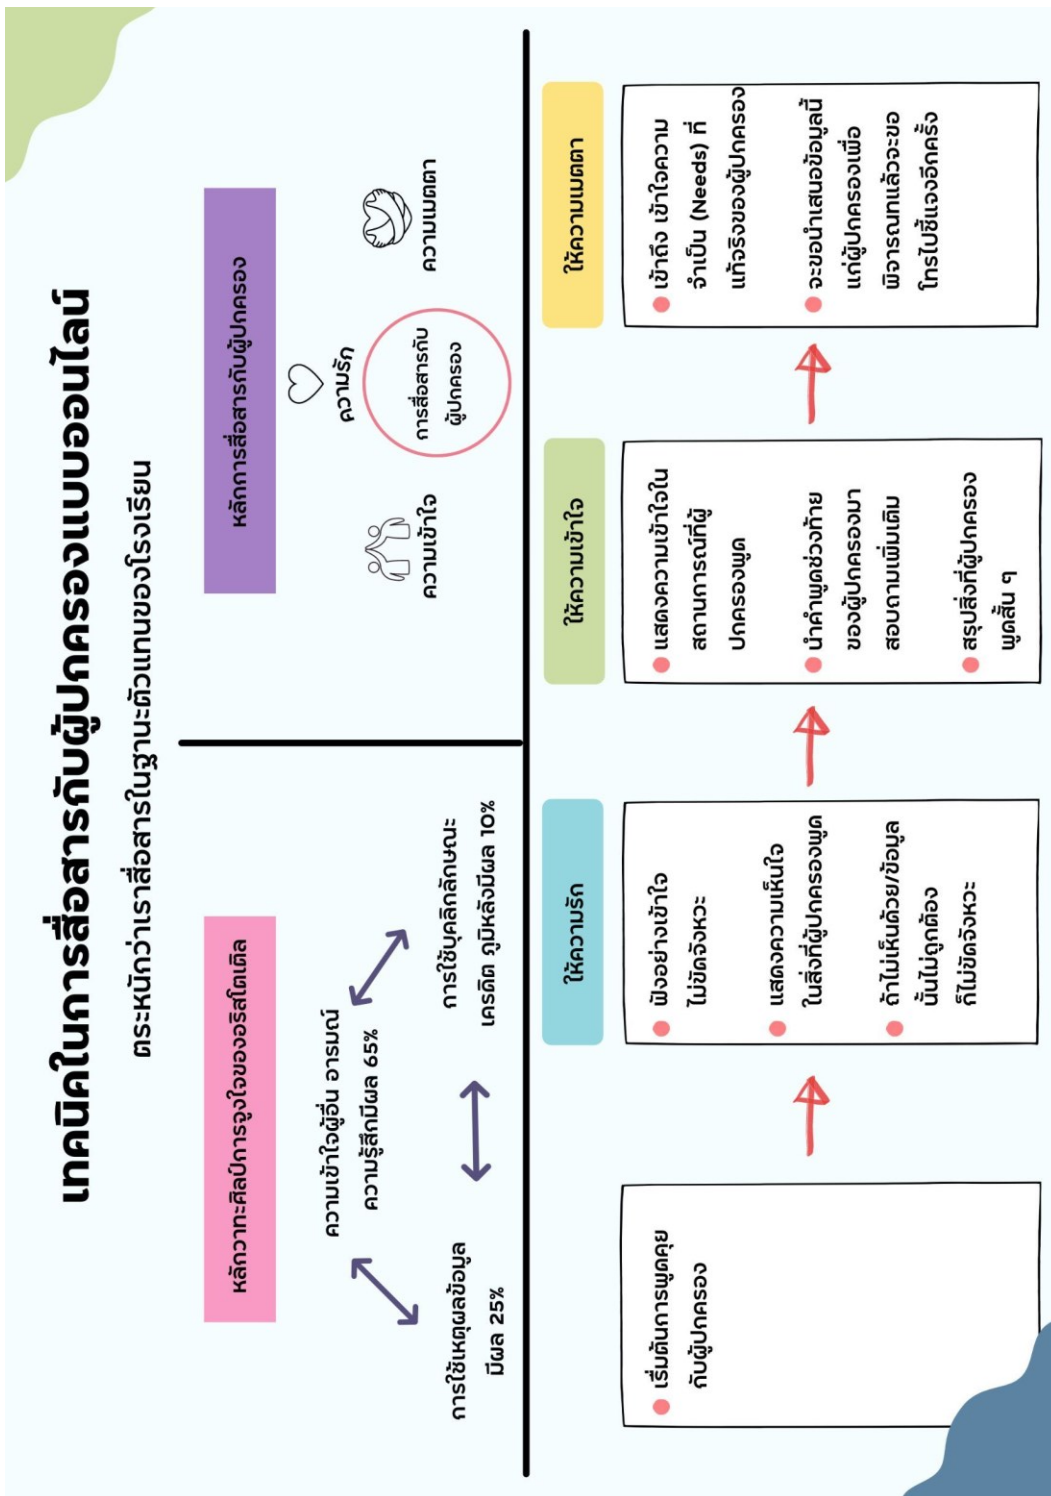 เทคนิคในการสื่อสารกับผู้ปกครองแบบออนไลน์
ตระหนักว่าเราสื่อสารในฐานะตัวแทนของโรงเรียน
หลักวาทะศิลป์การจูงใจของอริสโตเติล
ความเข้าใจผู้อื่น อารมณ์
ความรู้สึกมีผล 65%
การใช้เหตุผลข้อมูล
มีผล 25%
การใช้บุคลิกลักษณะ
เครดิต ภูมิหลังมีผล 10%
หลักการสื่อสารกับผู้ปกครอง
ความรัก
ความเข้าใจ
การสื่อสารกับ
ผู้ปกครอง
ความเมตตา
เริ่มต้นการพูดคุย
กับผู้ปกครอง
ให้ความรัก
ฟังอย่างเข้าใจ
ไม่ขัดจังหวะ
แสดงความเห็นใจ
ในสิ่งที่ผู้ปกครองพูด
ถ้าไม่เห็นด้วย/ข้อมูล
นั้นไม่ถูกต้อง
ก็ไม่ขัดจังหวะ
ให้ความเข้าใจ
แสดงความเข้าใจใน
สถานการณ์ที่ผู้
ปกครองพูด
นำคำพูดช่วงท้าย
ของผู้ปกครองมา
สอบถามเพิ่มเติม
สรุปสิ่งที่ผู้ปกครอง
พูดสั้น ๆ
ให้ความเมตตา
เข้าถึง เข้าใจความ
จำเป็น (Needs) ที่
แท้จริงของผู้ปกครอง
จะขอนำเสนอข้อมูลนี้
แก่ผู้ปกครองเพื่อ
พิจารณาแล้วจะขอ
โทรไปชี้แจงอีกครั้ง